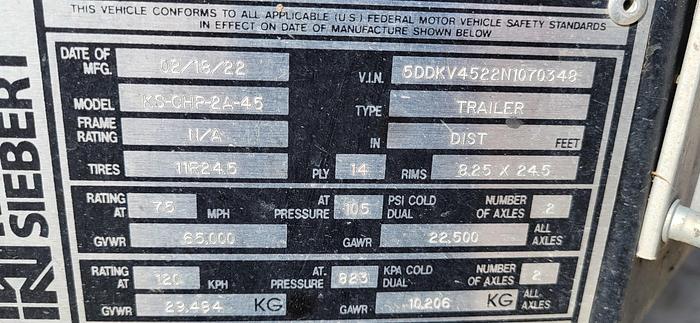 THIS VEHICLE CONFORMS TO ALL APPLICABLE (U.S.) FEDERAL MOTOR VEHICLE SAFETY STANDARDS
IN EFFECT ON DATE OF MANUFACTURE SHOWN BELOW
DATE OF MFG. 02/18/22 V.I.N. 5DDKV4522N1070348
MODEL KS-CHP-2A-45 TYPE TRAILER
FRAME RATING N/A IN DIST FEET
TIRES 11R24.5 PLY 14 RIMS 8.25 X 24.5
RATING AT 75 MPH AT PRESSURE 105 PSI COLD DUAL NUMBER OF AXLES 2
GVWR 65,000 GAWR 22,500 ALL AXLES
RATING AT 120 KPH AT. PRESSURE 823 KPA COLD DUAL NUMBER OF AXLES 2
GVWR 29,484 KG GAWR 10,206 KG ALL AXLES
SIEBERT